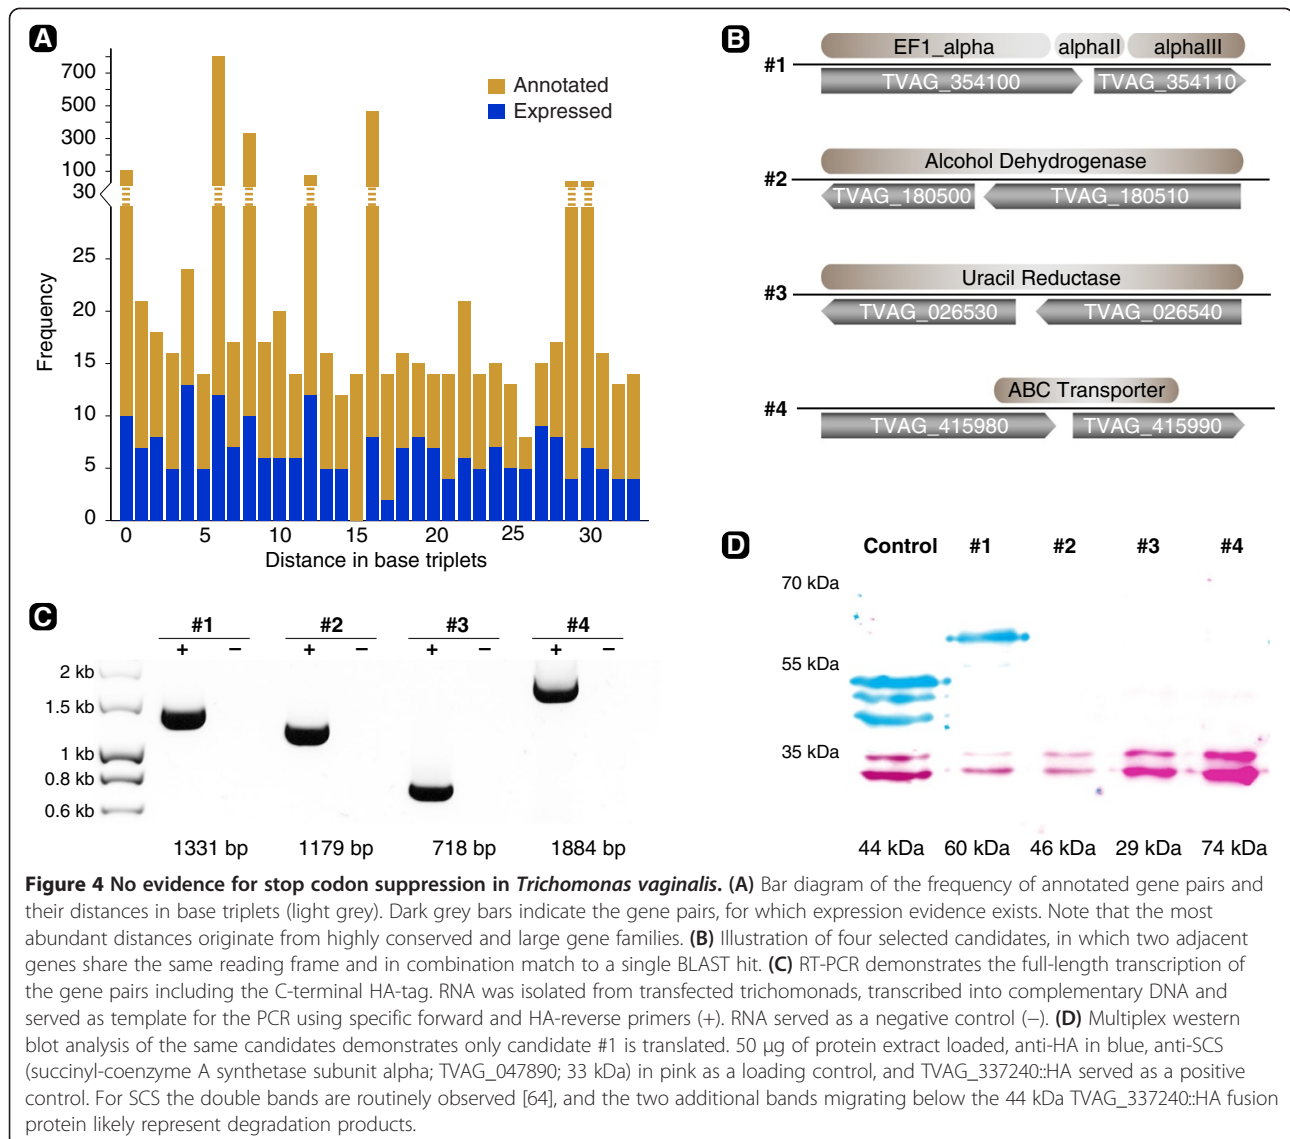 A
700
500
300
100
30
25
20
15
10
5
0
Frequency
Annotated
Expressed
0 5 10 15 20 25 30
Distance in base triplets
B
#1
EF1_alpha alphaII alphaIII
TVAG_354100 TVAG_354110
#2
Alcohol Dehydrogenase
TVAG_180500 TVAG_180510
#3
Uracil Reductase
TVAG_026530 TVAG_026540
#4
ABC Transporter
TVAG_415980 TVAG_415990
C
#1 #2 #3 #4
+ – + – + – + –
2 kb
1.5 kb
1 kb
0.8 kb
0.6 kb
1331 bp 1179 bp 718 bp 1884 bp
D
Control #1 #2 #3 #4
70 kDa
55 kDa
35 kDa
44 kDa 60 kDa 46 kDa 29 kDa 74 kDa
Figure 4 No evidence for stop codon suppression in Trichomonas vaginalis. (A) Bar diagram of the frequency of annotated gene pairs and
their distances in base triplets (light grey). Dark grey bars indicate the gene pairs, for which expression evidence exists. Note that the most
abundant distances originate from highly conserved and large gene families. (B) Illustration of four selected candidates, in which two adjacent
genes share the same reading frame and in combination match to a single BLAST hit. (C) RT-PCR demonstrates the full-length transcription of
the gene pairs including the C-terminal HA-tag. RNA was isolated from transfected trichomonads, transcribed into complementary DNA and
served as template for the PCR using specific forward and HA-reverse primers (+). RNA served as a negative control (−). (D) Multiplex western
blot analysis of the same candidates demonstrates only candidate #1 is translated. 50 μg of protein extract loaded, anti-HA in blue, anti-SCS
(succinyl-coenzyme A synthetase subunit alpha; TVAG_047890; 33 kDa) in pink as a loading control, and TVAG_337240::HA served as a positive
control. For SCS the double bands are routinely observed [64], and the two additional bands migrating below the 44 kDa TVAG_337240::HA fusion
protein likely represent degradation products.